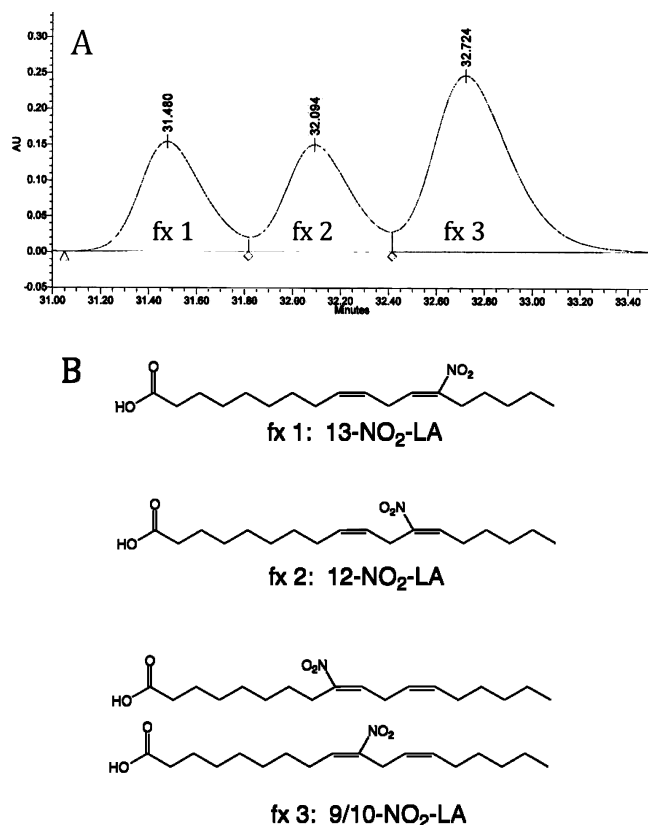 A
0.30
0.25
0.20
0.15
0.10
0.05
0.00
-0.05
AU
31.480
32.094
32.724
fx 1
fx 2
fx 3
31.00 31.20 31.40 31.60 31.80 32.00 32.20 32.40 32.60 32.80 33.00 33.20 33.40
Minutes
B
O
HO
NO₂
fx 1: 13-NO₂-LA
O
HO
O₂N
fx 2: 12-NO₂-LA
O
HO
O₂N
O
HO
NO₂
fx 3: 9/10-NO₂-LA